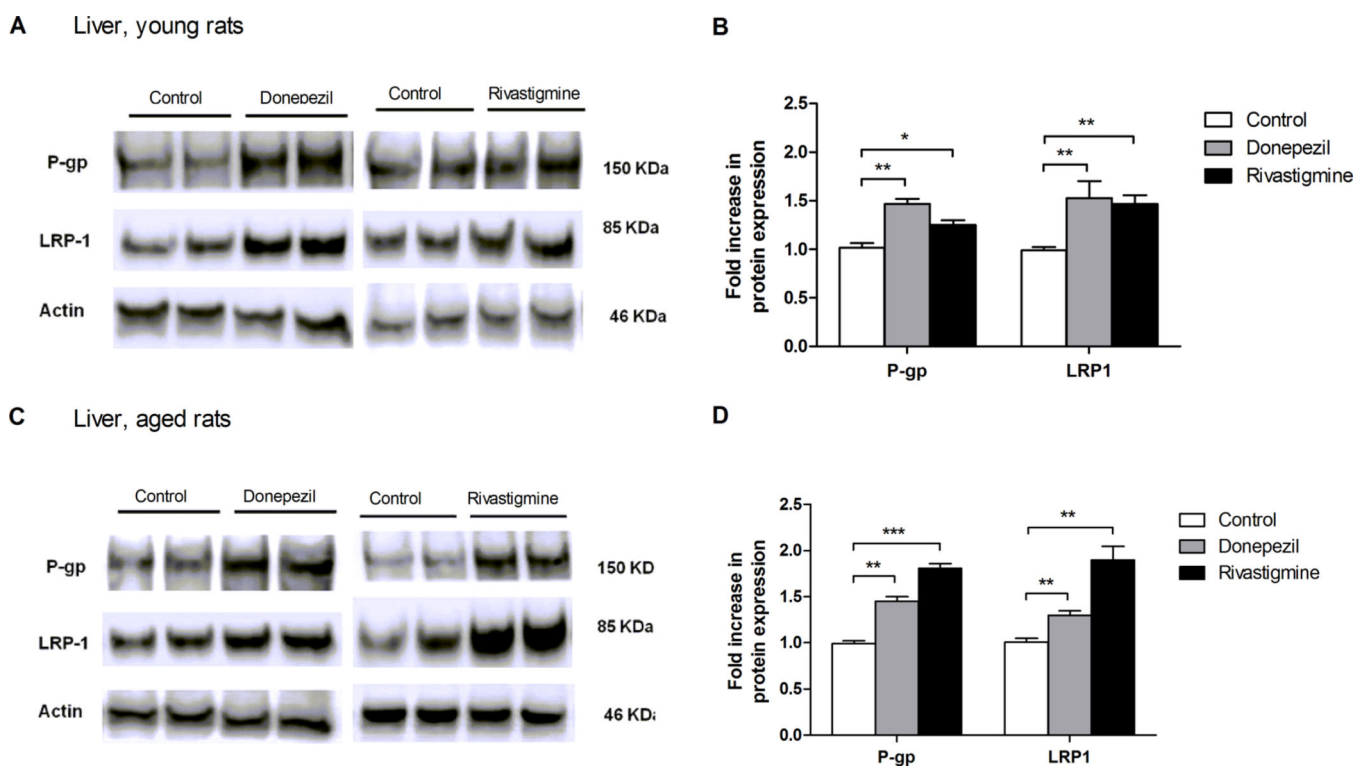 A Liver, young rats
Control Donepezil Control Rivastigmine
P-gp 150 KDa
LRP-1 85 KDa
Actin 46 KDa
B
Fold increase in
protein expression
2.5
2.0
1.5
1.0
0.5
0.0
* **
** **
P-gp LRP1
Control
Donepezil
Rivastigmine
C Liver, aged rats
Control Donepezil Control Rivastigmine
P-gp 150 KD
LRP-1 85 KDa
Actin 46 KDa
D
Fold increase in
protein expression
2.5
2.0
1.5
1.0
0.5
0.0
*** **
** **
P-gp LRP1
Control
Donepezil
Rivastigmine